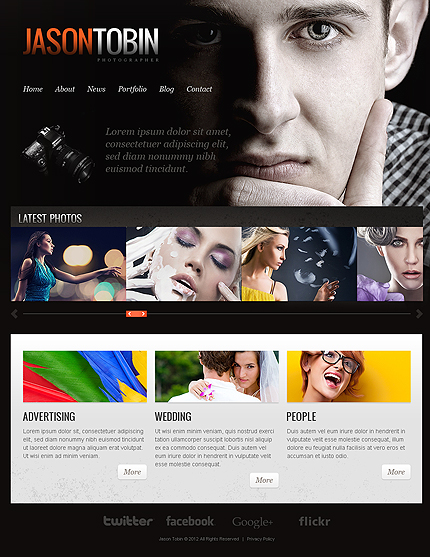 JASONTOBIN
PHOTOGRAPHER
Home About News Portfolio Blog Contact
Lorem ipsum dolor sit amet,
consectetuer adipiscing elit,
sed diam nonummy nibh
euismod tincidunt.
LATEST PHOTOS
ADVERTISING
Lorem ipsum dolor sit, consectetuer adipiscing
elit, sed diam nonummy nibh euismod tincidunt ut
laoreet dolore magna aliquam erat volutpat.
Ut wisi enim ad minim veniam.
More
WEDDING
Ut wisi enim minim veniam, quis nostrud exerci
tation ullamcorper suscipit lobortis nisl ut aliquip
ex ea commodo consequat. Duis autem vel eum
iriure dolor in hendrerit in vulputate velit esse
molestie consequat.
More
PEOPLE
Duis autem vel eum iriure dolor in hendrerit in
vulputate velit esse molestie consequat, illum
dolore eu feugiat nulla facilisis at vero eros et
accumsan et iusto odio.
More
twitter facebook Google+ flickr
Jason Tobin © 2012 All Rights Reserved | Privacy Policy